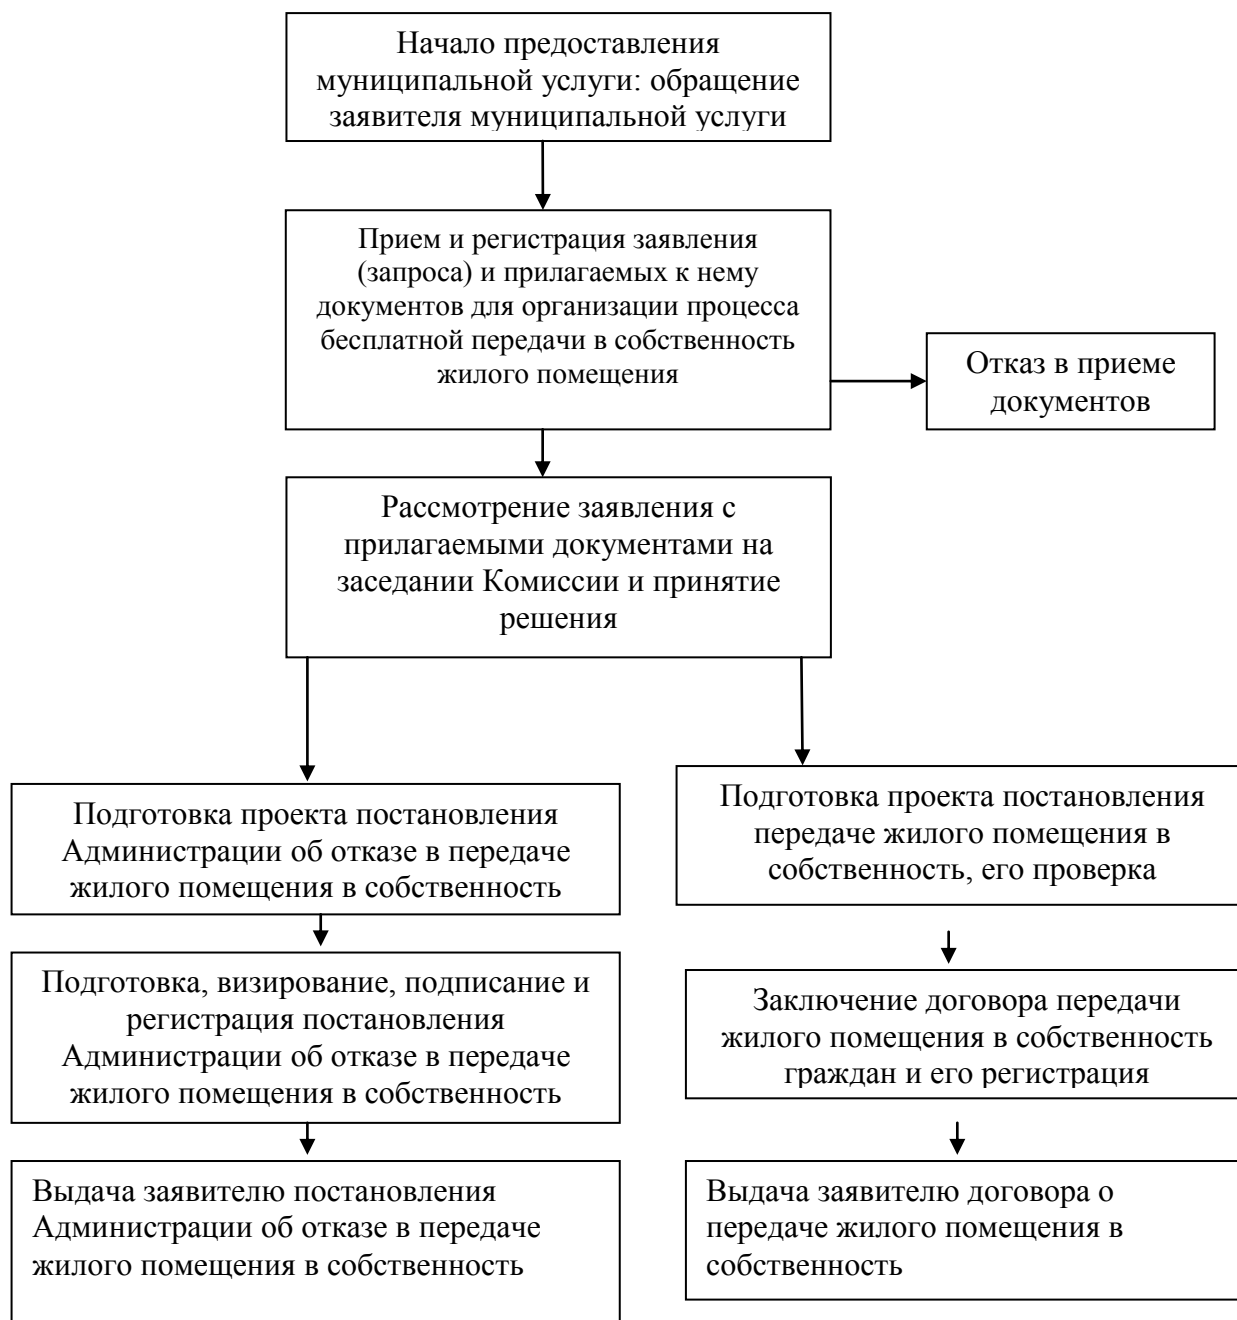 Начало предоставления
муниципальной услуги: обращение
заявителя муниципальной услуги
Прием и регистрация заявления
(запроса) и прилагаемых к нему
документов для организации процесса
бесплатной передачи в собственность
жилого помещения
Отказ в приеме
документов
Рассмотрение заявления с
прилагаемыми документами на
заседании Комиссии и принятие
решения
Подготовка проекта постановления
Администрации об отказе в передаче
жилого помещения в собственность
Подготовка, визирование, подписание и
регистрация постановления
Администрации об отказе в передаче
жилого помещения в собственность
Выдача заявителю постановления
Администрации об отказе в передаче
жилого помещения в собственность
Подготовка проекта постановления
передаче жилого помещения в
собственность, его проверка
Заключение договора передачи
жилого помещения в собственность
граждан и его регистрация
Выдача заявителю договора о
передаче жилого помещения в
собственность